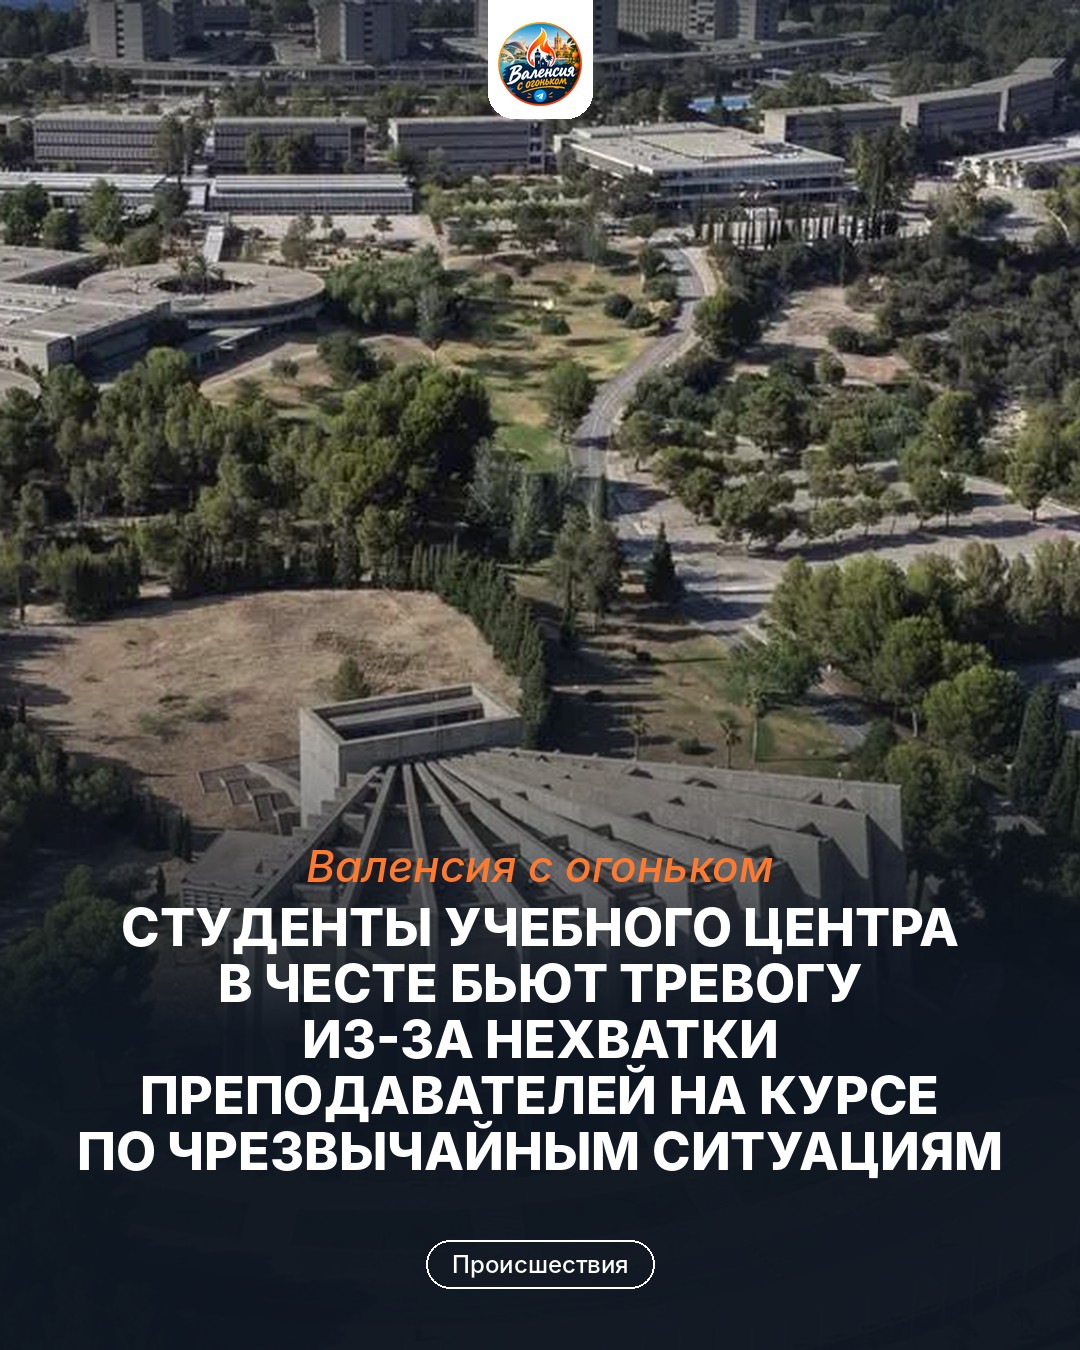 Валенсия
с огоньком
Валенсия с огоньком
СТУДЕНТЫ УЧЕБНОГО ЦЕНТРА
В ЧЕСТЕ БЬЮТ ТРЕВОГУ
ИЗ-ЗА НЕХВАТКИ
ПРЕПОДАВАТЕЛЕЙ НА КУРСЕ
ПО ЧРЕЗВЫЧАЙНЫМ СИТУАЦИЯМ
Происшествия